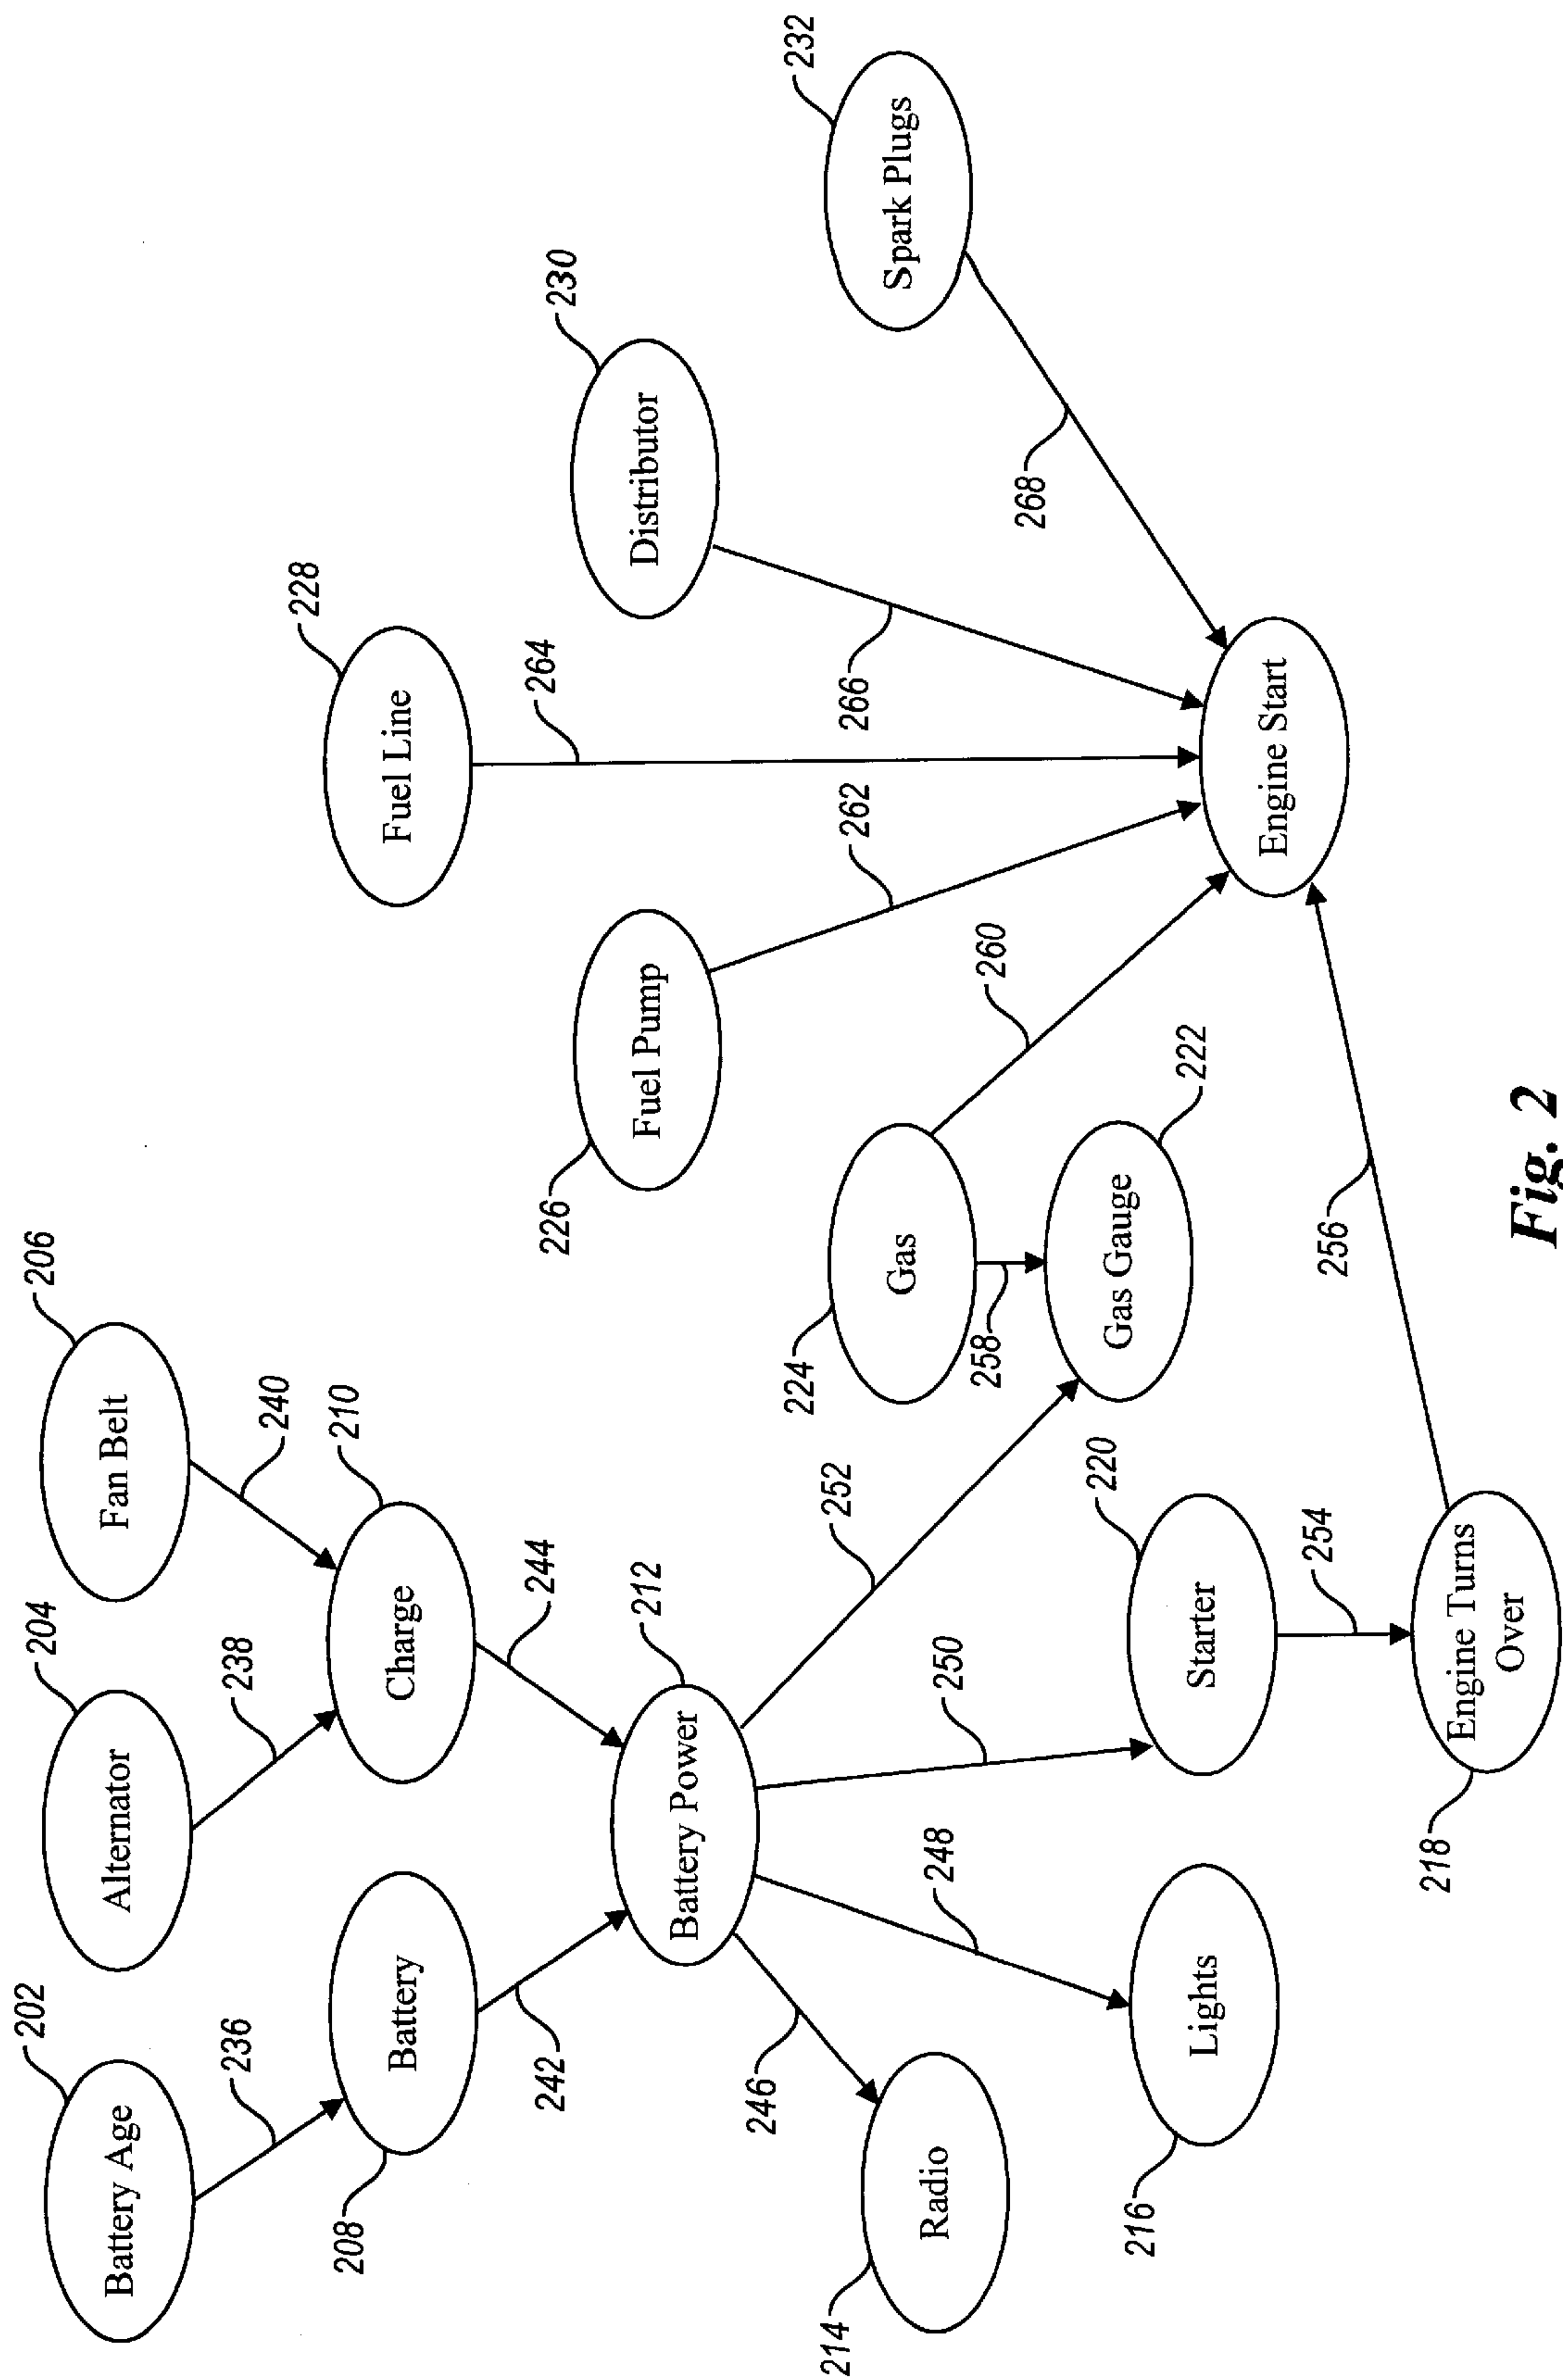 202
204
206
Battery Age
Alternator
Fan Belt
236
238
240
208
210
Battery
Charge
228
Fuel Line
242
244
264
212
226
230
Battery Power
Fuel Pump
Distributor
246
232
214
248
250
252
224
262
266
Radio
Gas
Spark Plugs
258
260
268
216
220
222
Gas Gauge
Lights
Starter
Engine Start
254
256
218
Engine Turns
Over
Fig. 2